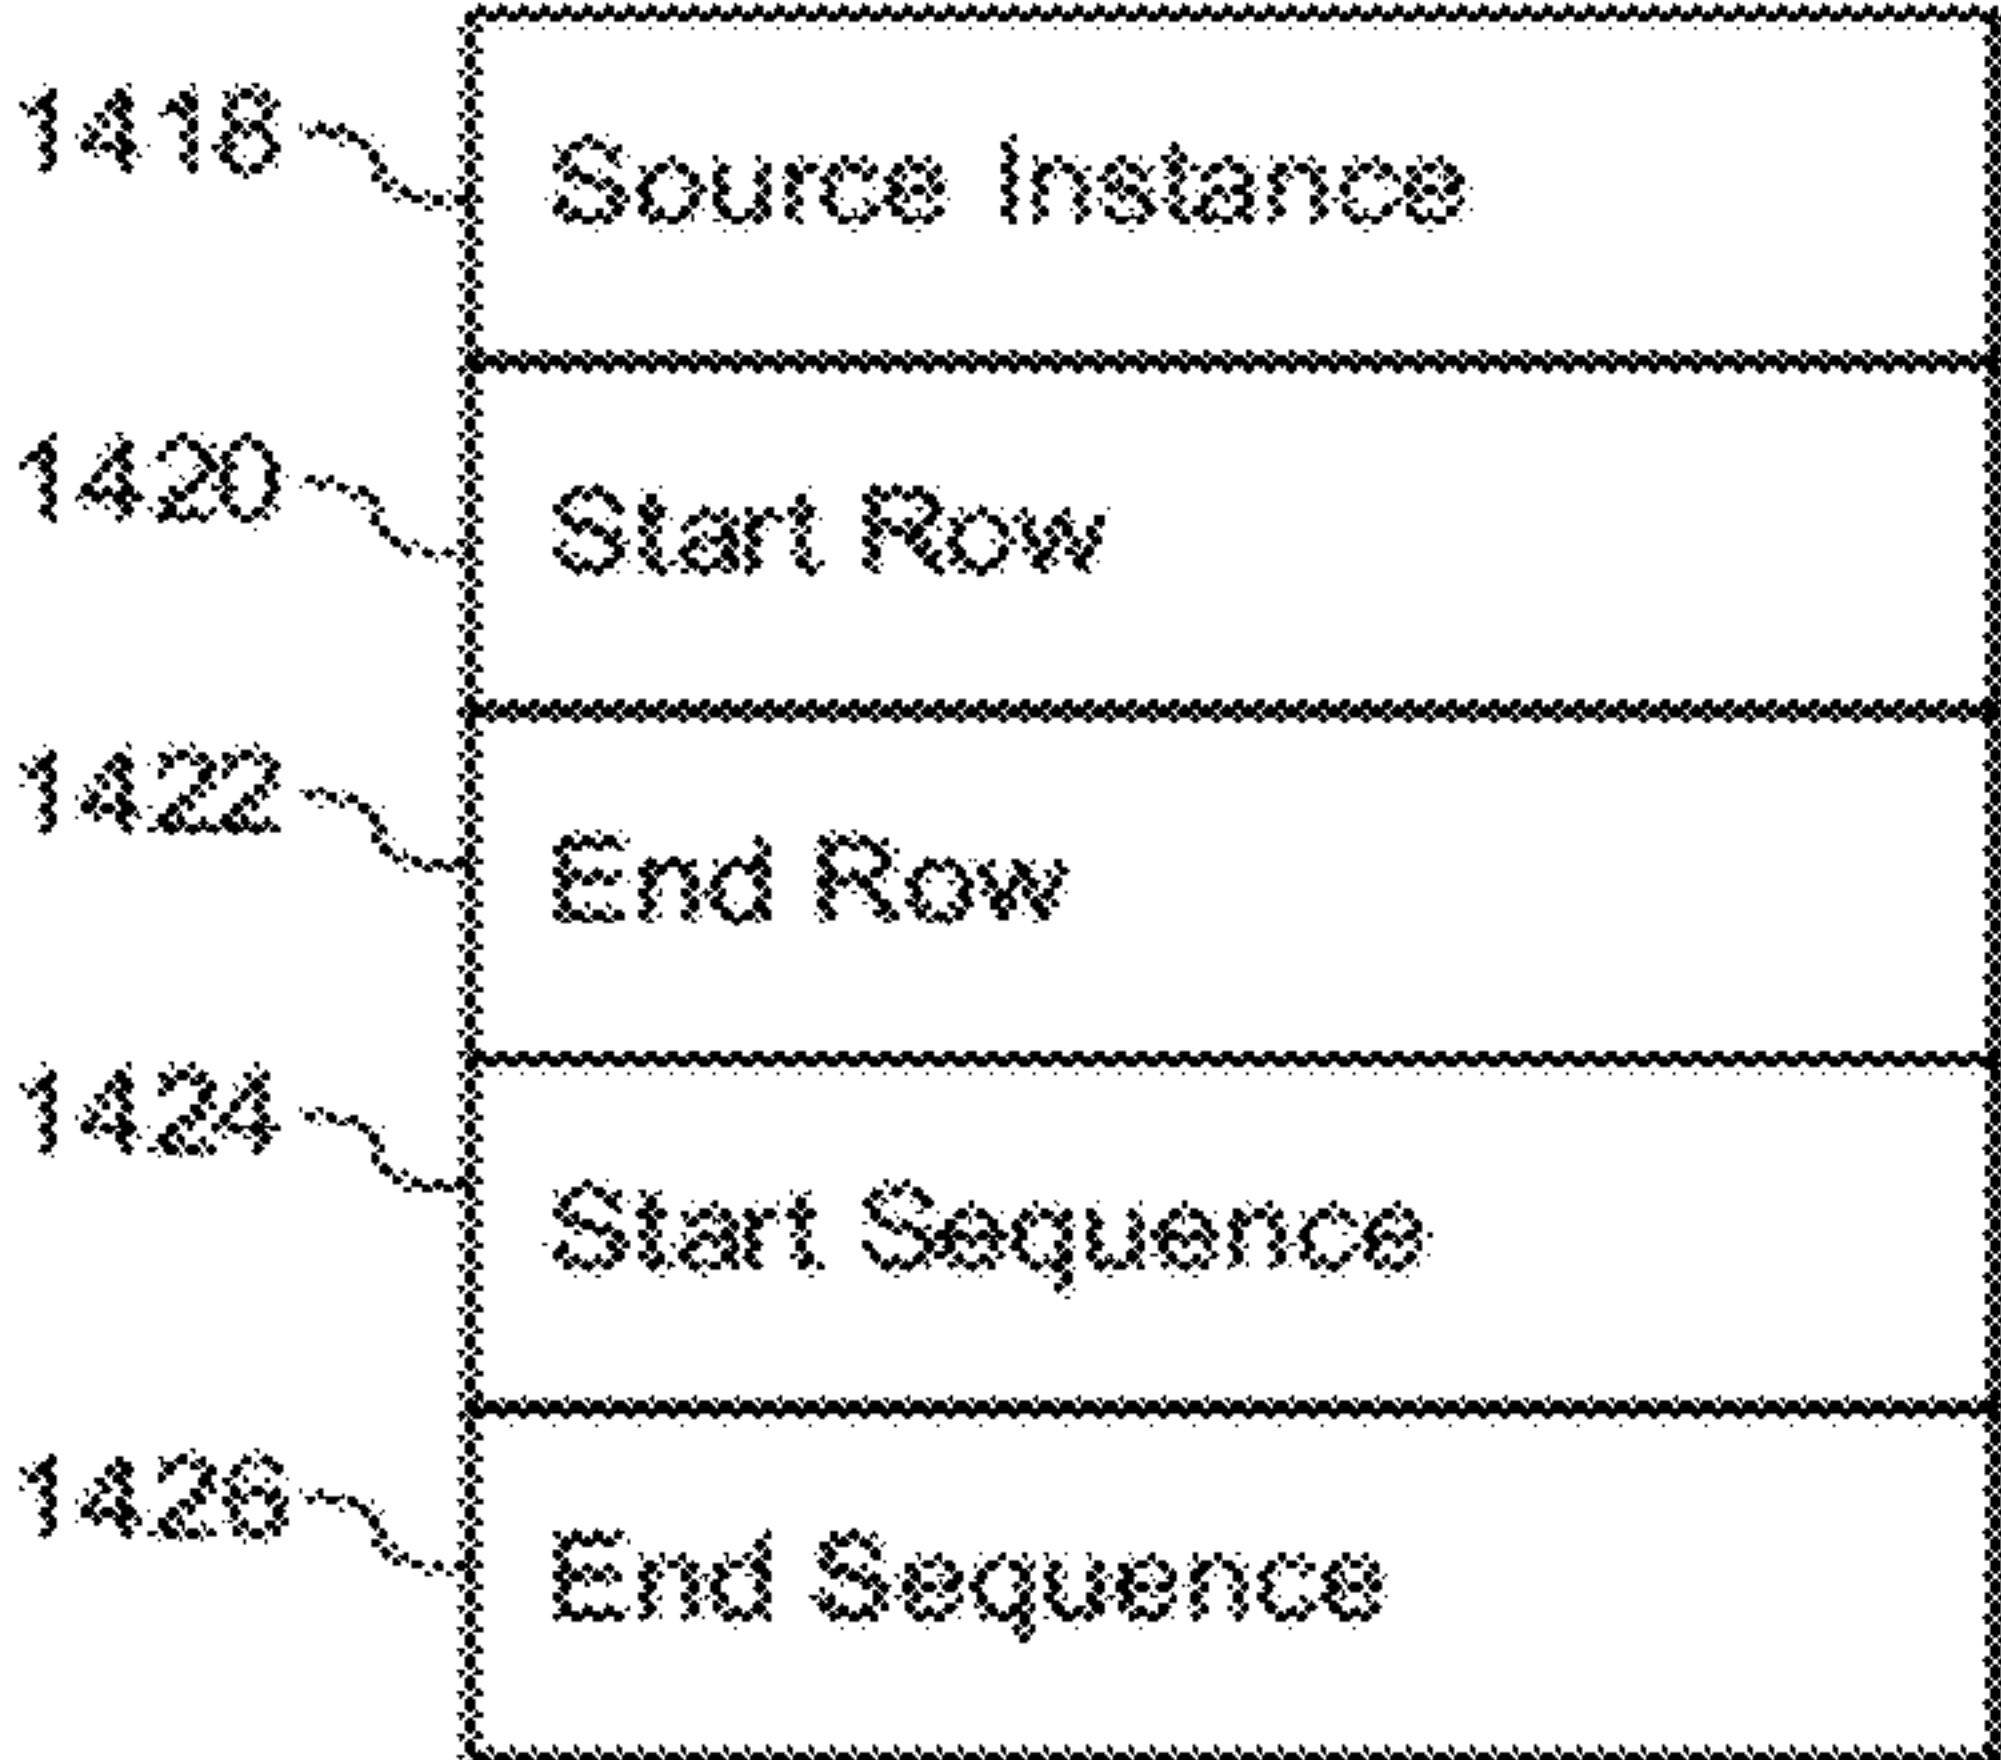 1418 Source Instance
1420 Start Row
1422 End Row
1424 Start Sequence
1426 End Sequence